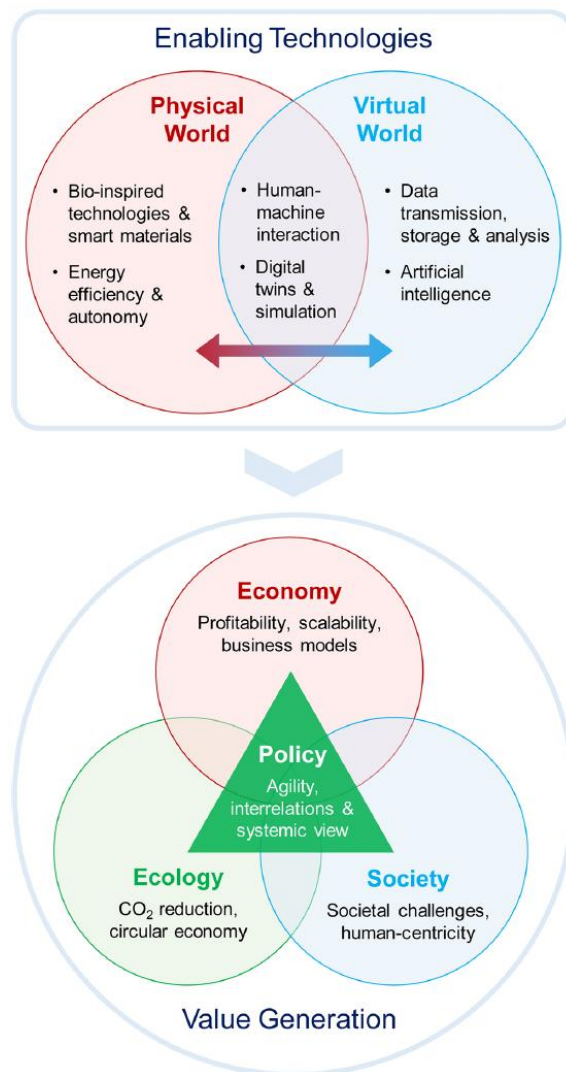 Enabling Technologies
Physical
World
• Bio-inspired
technologies &
smart materials
• Energy
efficiency &
autonomy
• Human-
machine
interaction
• Digital
twins &
simulation
Virtual
World
• Data
transmission,
storage & analysis
• Artificial
intelligence
Economy
Profitability, scalability,
business models
Policy
Agility,
interrelations &
systemic view
Ecology
CO₂ reduction,
circular economy
Society
Societal challenges,
human-centricity
Value Generation